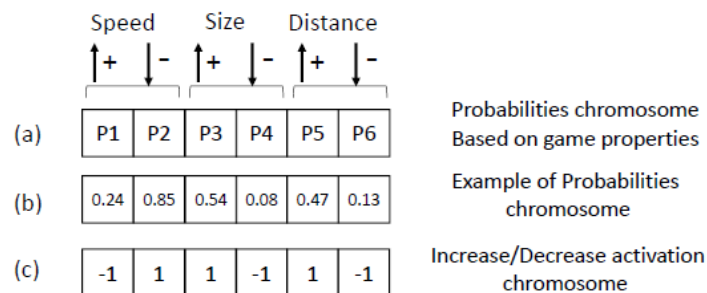 Speed Size Distance
+ - + - + -
(a) P1 P2 P3 P4 P5 P6 Probabilities chromosome
Based on game properties
(b) 0.24 0.85 0.54 0.08 0.47 0.13 Example of Probabilities
chromosome
(c) -1 1 1 -1 1 -1 Increase/Decrease activation
chromosome